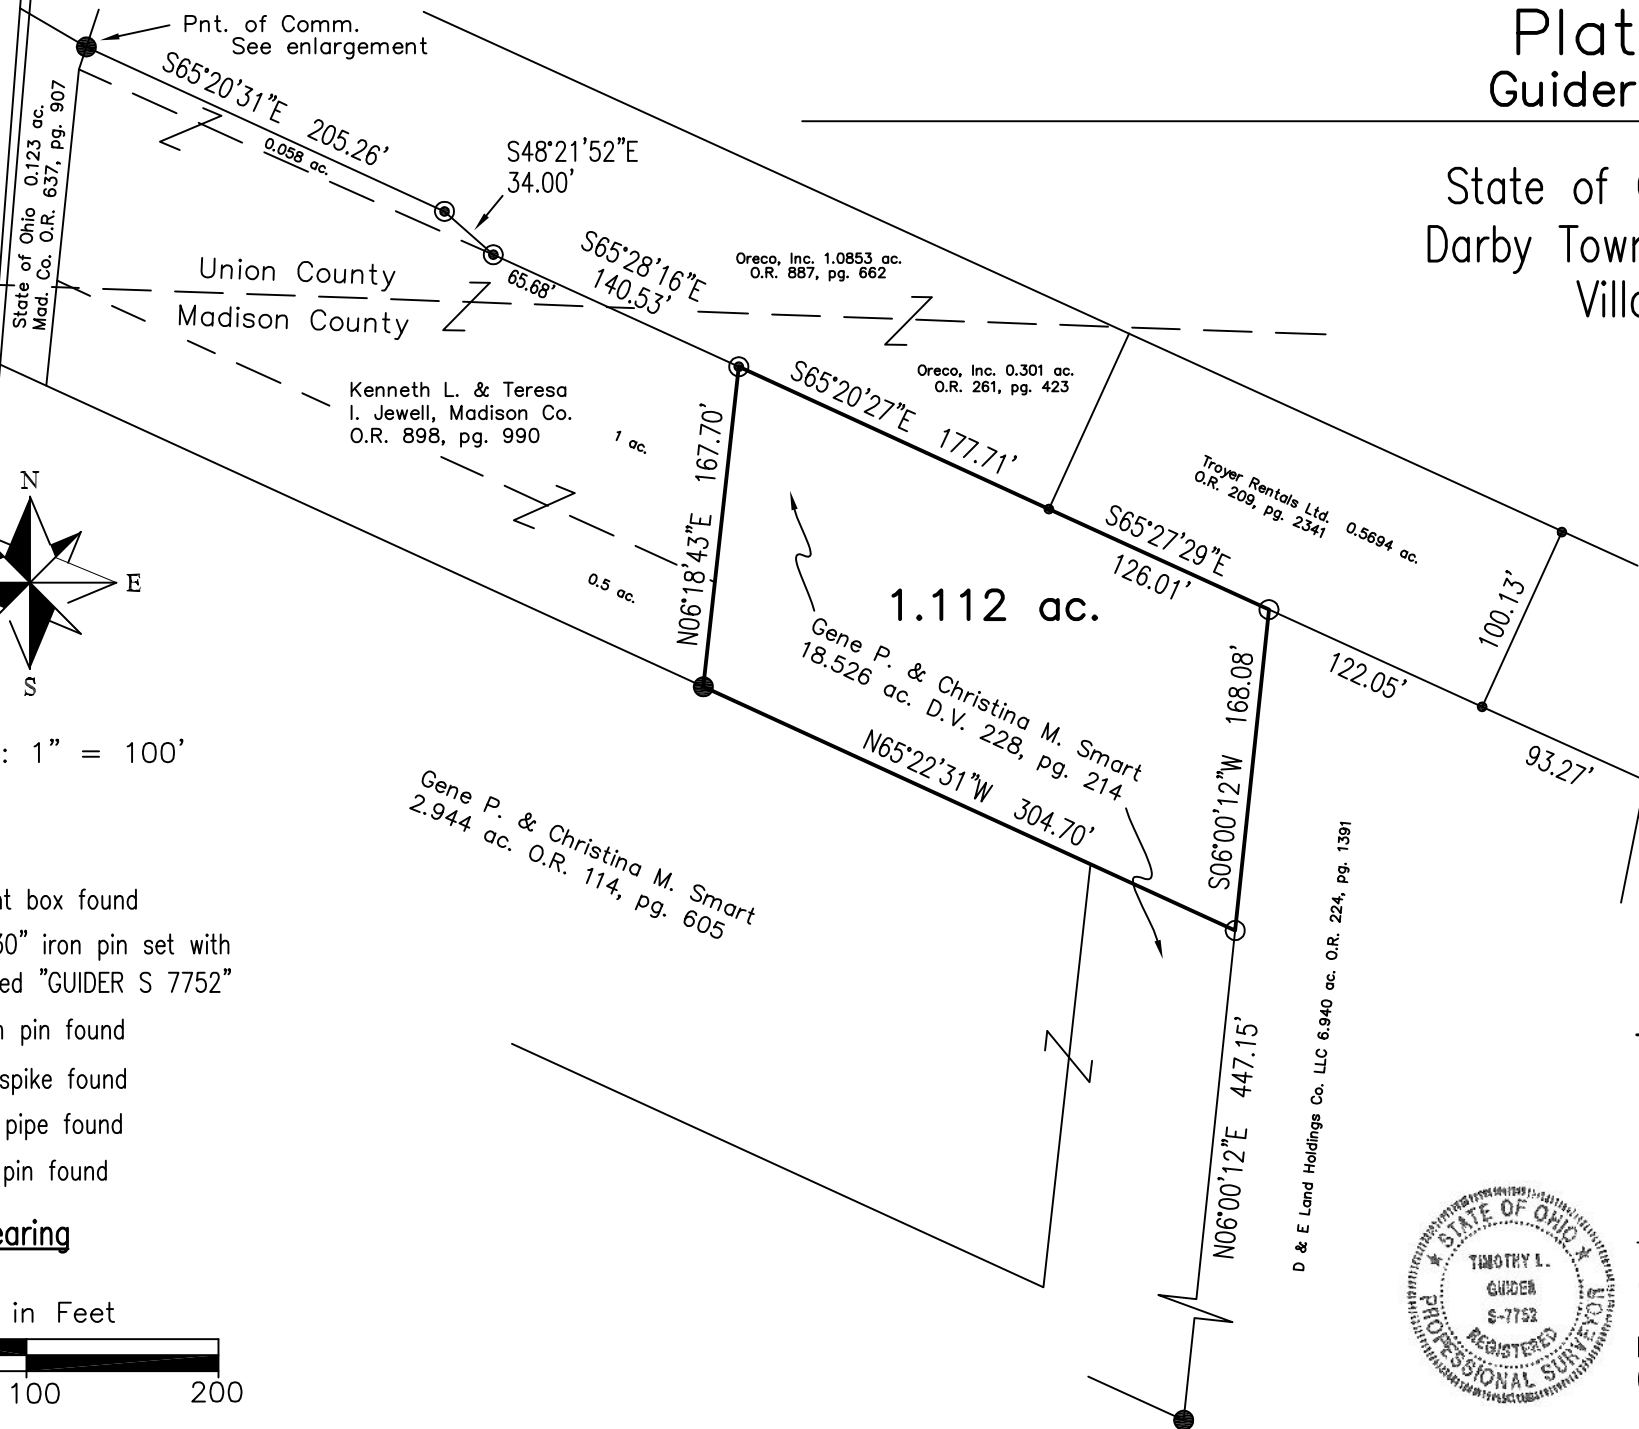 Pnt. of Comm.
See enlargement
Plat
Guider
State of
Darby Town
Villa
S65°20'31"E 205.26'
0.058 ac.
S48°21'52"E
34.00'
State of Ohio 0.123 ac.
Mad. Co. O.R. 637, pg. 907
Union County
Madison County
65.68'
S65°28'16"E
140.53'
Oreco, Inc. 1.0853 ac.
O.R. 887, pg. 662
Oreco, Inc. 0.301 ac.
O.R. 261, pg. 423
Kenneth L. & Teresa
I. Jewell, Madison Co.
O.R. 898, pg. 990
1 ac.
0.5 ac.
N06°18'43"E 167.70'
S65°20'27"E 177.71'
S65°27'29"E
126.01'
Troyer Rentals Ltd. 0.5694 ac.
O.R. 209, pg. 2341
100.13'
122.05'
93.27'
1.112 ac.
Gene P. & Christina M. Smart
18.526 ac. D.V. 228, pg. 214
N65°22'31"W 304.70'
S06°00'12"W 168.08'
N
E
S
: 1" = 100'
Gene P. & Christina M. Smart
2.944 ac. O.R. 114, pg. 605
D & E Land Holdings Co. LLC 6.940 ac. O.R. 224, pg. 1391
N06°00'12"E 447.15'
nt box found
30" iron pin set with
ed "GUIDER S 7752"
n pin found
spike found
pipe found
pin found
earing
in Feet
100 200
STATE OF OHIO
TIMOTHY L.
GUIDER
S-7752
REGISTERED
PROFESSIONAL SURVEYOR